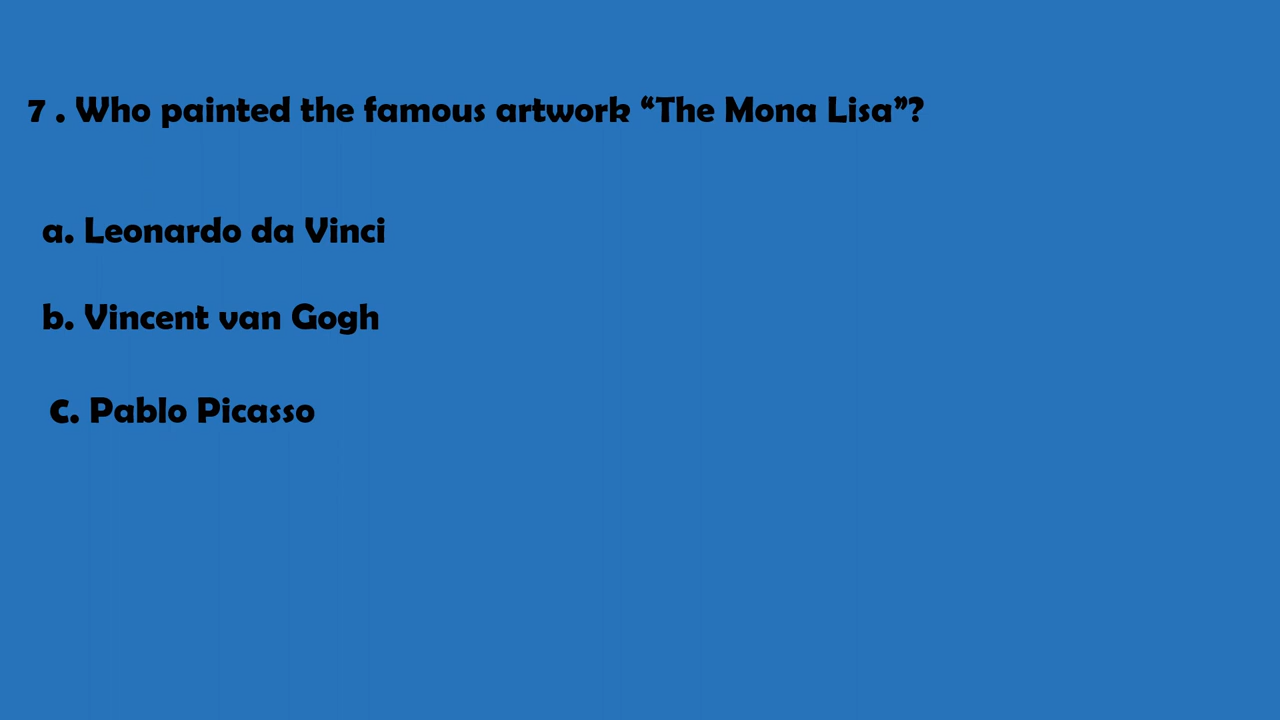 7 . Who painted the famous artwork “The Mona Lisa”?
a. Leonardo da Vinci
b. Vincent van Gogh
c. Pablo Picasso